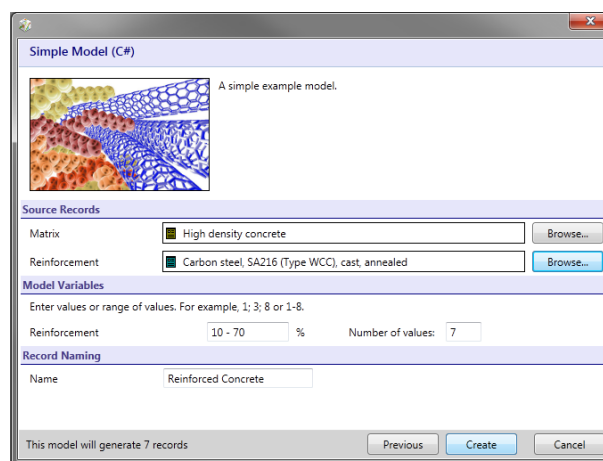 Simple Model (C#)
A simple example model.
Source Records
Matrix High density concrete Browse...
Reinforcement Carbon steel, SA216 (Type WCC), cast, annealed Browse...
Model Variables
Enter values or range of values. For example, 1; 3; 8 or 1-8.
Reinforcement 10 - 70 % Number of values: 7
Record Naming
Name Reinforced Concrete
This model will generate 7 records Previous Create Cancel